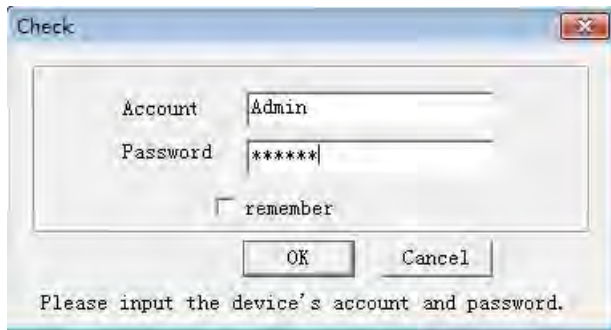 Check
Account Admin
Password ******
remember
OK Cancel
Please input the device's account and password.